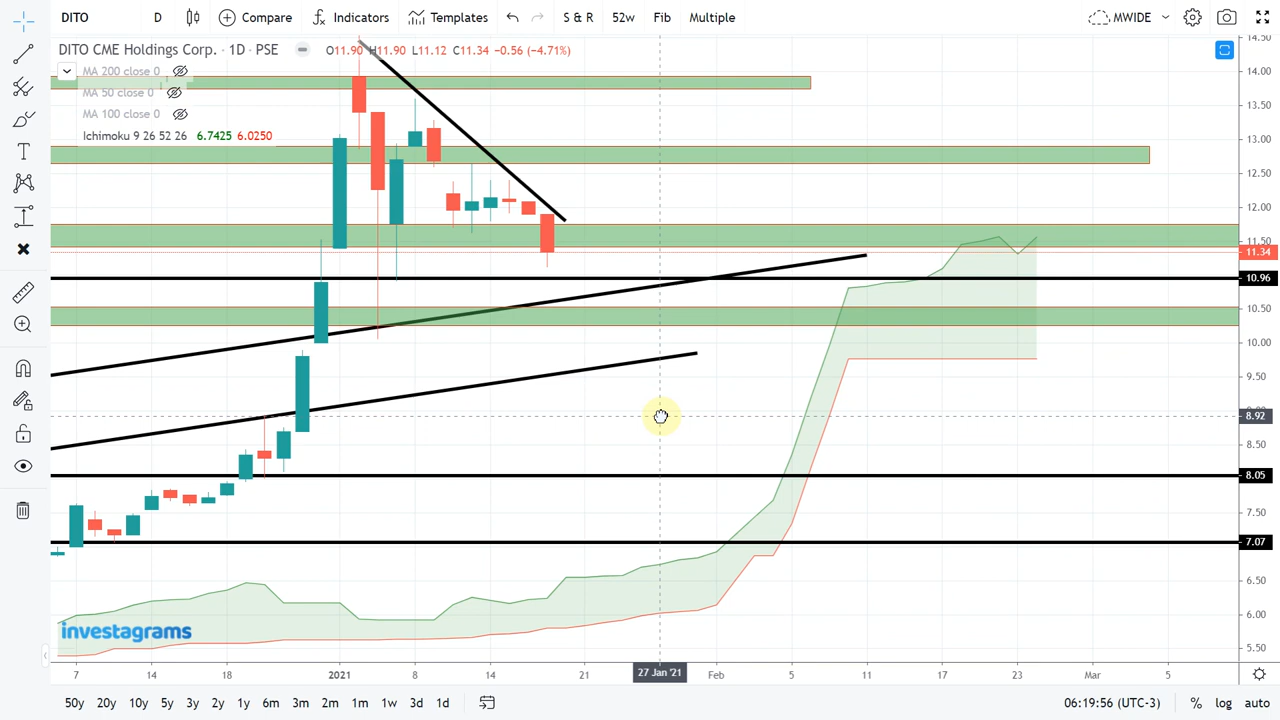 DITO D Compare Indicators Templates S & R 52w Fib Multiple MWIDE
DITO CME Holdings Corp. · 1D · PSE O11.90 H11.90 L11.12 C11.34 −0.56 (−4.71%)
MA 200 close 0
MA 50 close 0
MA 100 close 0
Ichimoku 9 26 52 26 6.7425 6.0250
14.50
14.00
13.50
13.00
12.50
12.00
11.50
11.34
10.96
10.50
10.00
9.50
8.92
8.50
8.05
7.50
7.07
6.50
6.00
5.50
investagrams
7 14 18 2021 8 14 21 27 Jan '21 Feb 5 11 17 23 Mar 5
50y 20y 10y 5y 3y 2y 1y 6m 3m 2m 1m 1w 3d 1d 06:19:56 (UTC-3) % log auto